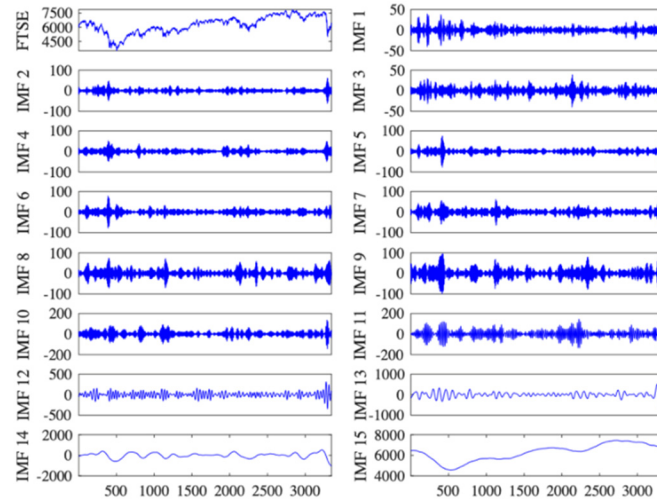 FTSE 7500 6000 4500
IMF 1 50 0 -50
IMF 2 100 0 -100
IMF 3 50 0 -50
IMF 4 100 0 -100
IMF 5 100 0 -100
IMF 6 100 0 -100
IMF 7 100 0 -100
IMF 8 100 0 -100
IMF 9 100 0 -100
IMF 10 200 0 -200
IMF 11 200 0 -200
IMF 12 500 0 -500
IMF 13 1000 0 -1000
IMF 14 2000 0 -2000
IMF 15 8000 6000 4000
500 1000 1500 2000 2500 3000
500 1000 1500 2000 2500 3000